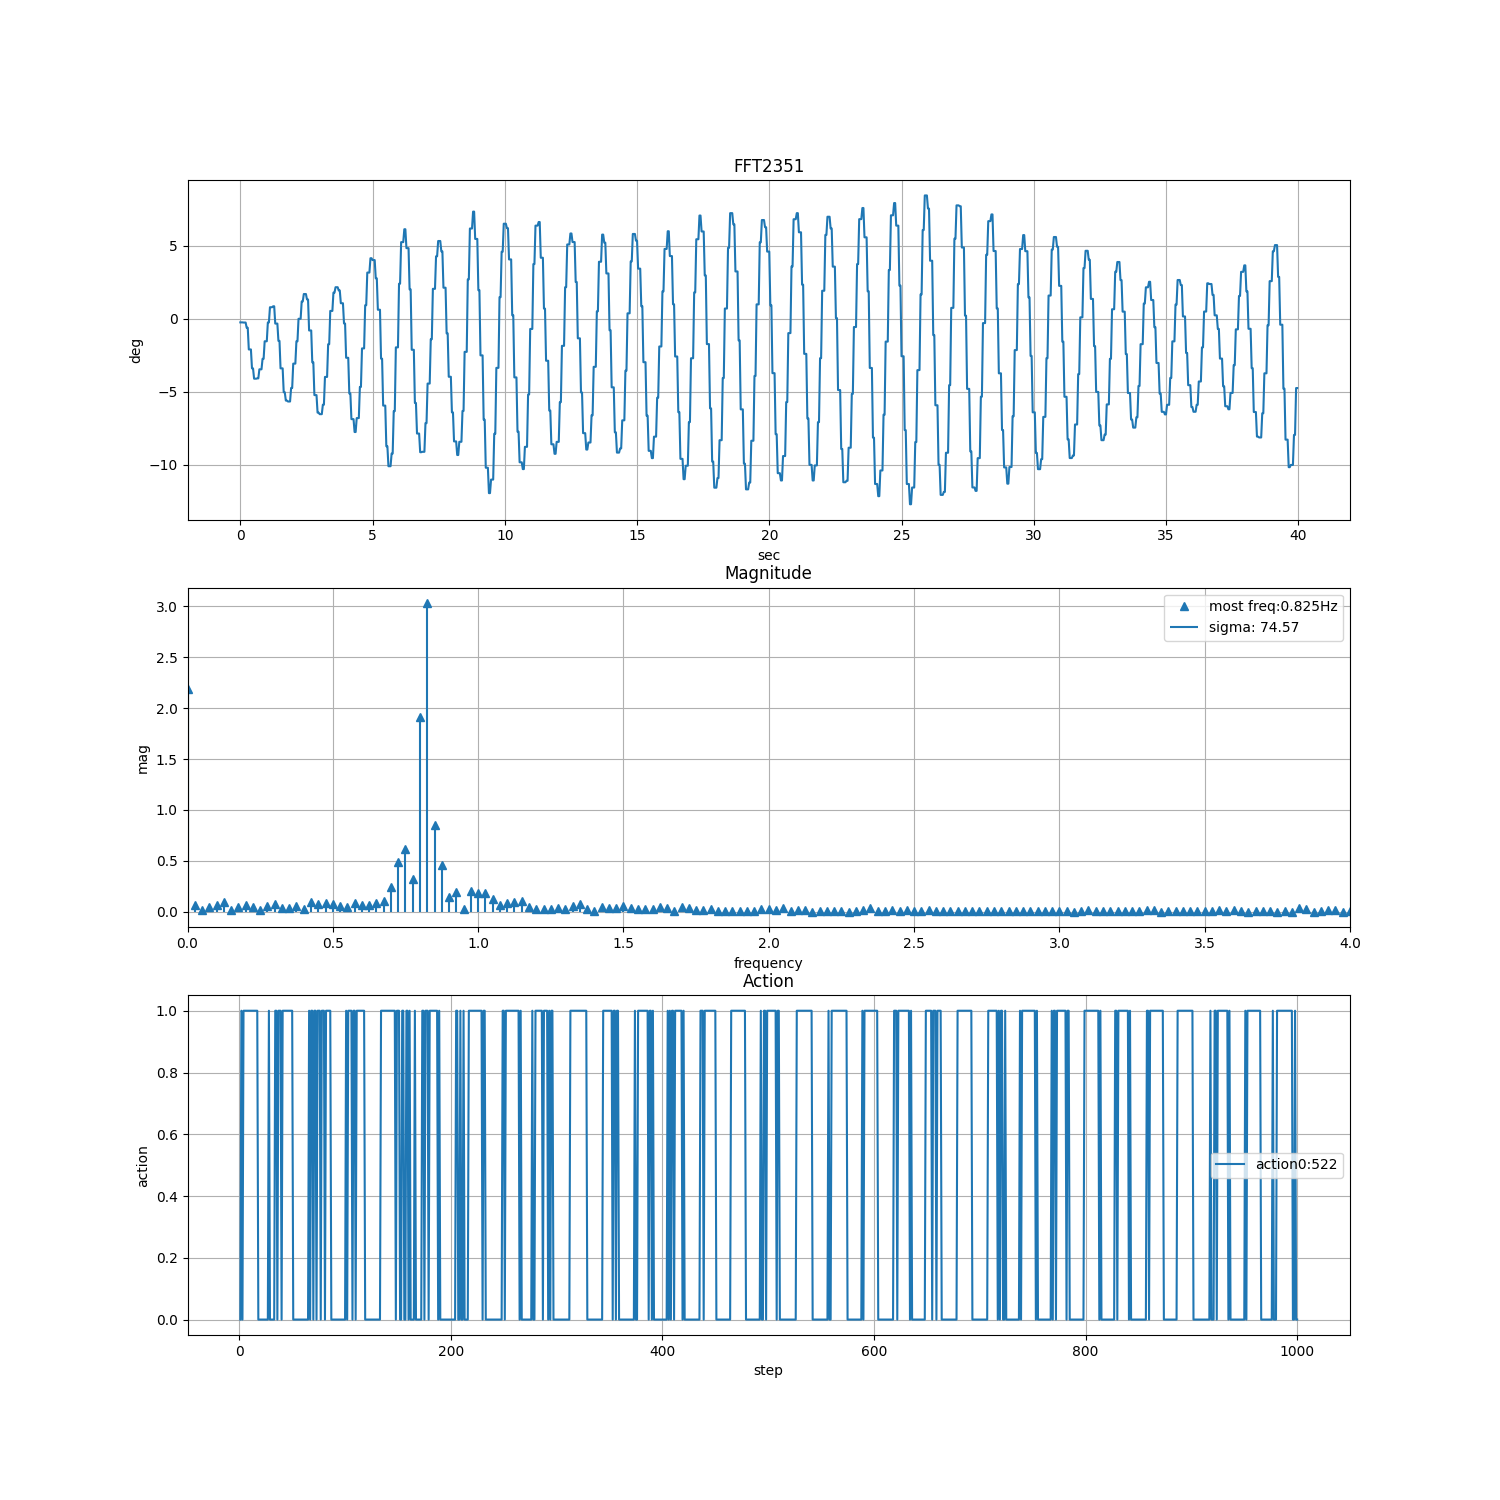 FFT2351
5
0
−5
−10
deg
0 5 10 15 20 25 30 35 40
sec
Magnitude
3.0
2.5
2.0
1.5
1.0
0.5
0.0
mag
most freq:0.825Hz
sigma: 74.57
0.0 0.5 1.0 1.5 2.0 2.5 3.0 3.5 4.0
frequency
Action
1.0
0.8
0.6
0.4
0.2
0.0
action
action0:522
0 200 400 600 800 1000
step